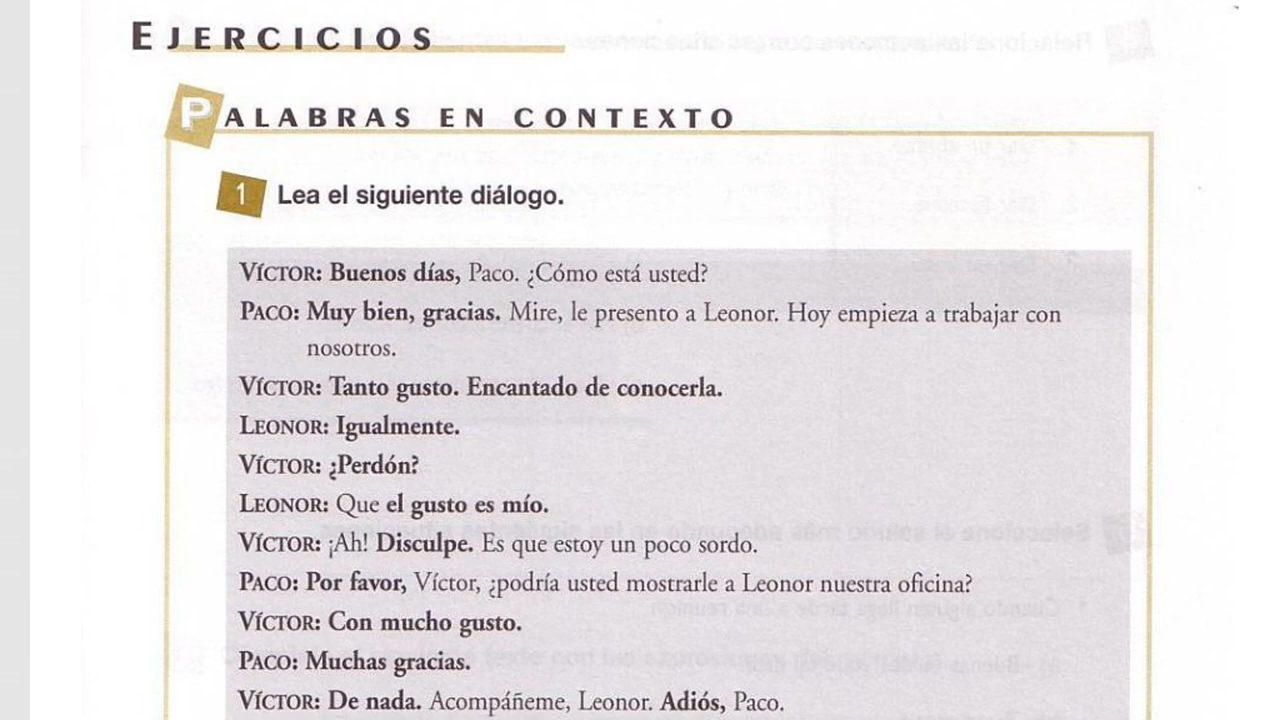 EJERCICIOS
PALABRAS EN CONTEXTO
1 Lea el siguiente diálogo.
VÍCTOR: Buenos días, Paco. ¿Cómo está usted?
PACO: Muy bien, gracias. Mire, le presento a Leonor. Hoy empieza a trabajar con
nosotros.
VÍCTOR: Tanto gusto. Encantado de conocerla.
LEONOR: Igualmente.
VÍCTOR: ¿Perdón?
LEONOR: Que el gusto es mío.
VÍCTOR: ¡Ah! Disculpe. Es que estoy un poco sordo.
PACO: Por favor, Víctor, ¿podría usted mostrarle a Leonor nuestra oficina?
VÍCTOR: Con mucho gusto.
PACO: Muchas gracias.
VÍCTOR: De nada. Acompáñeme, Leonor. Adiós, Paco.